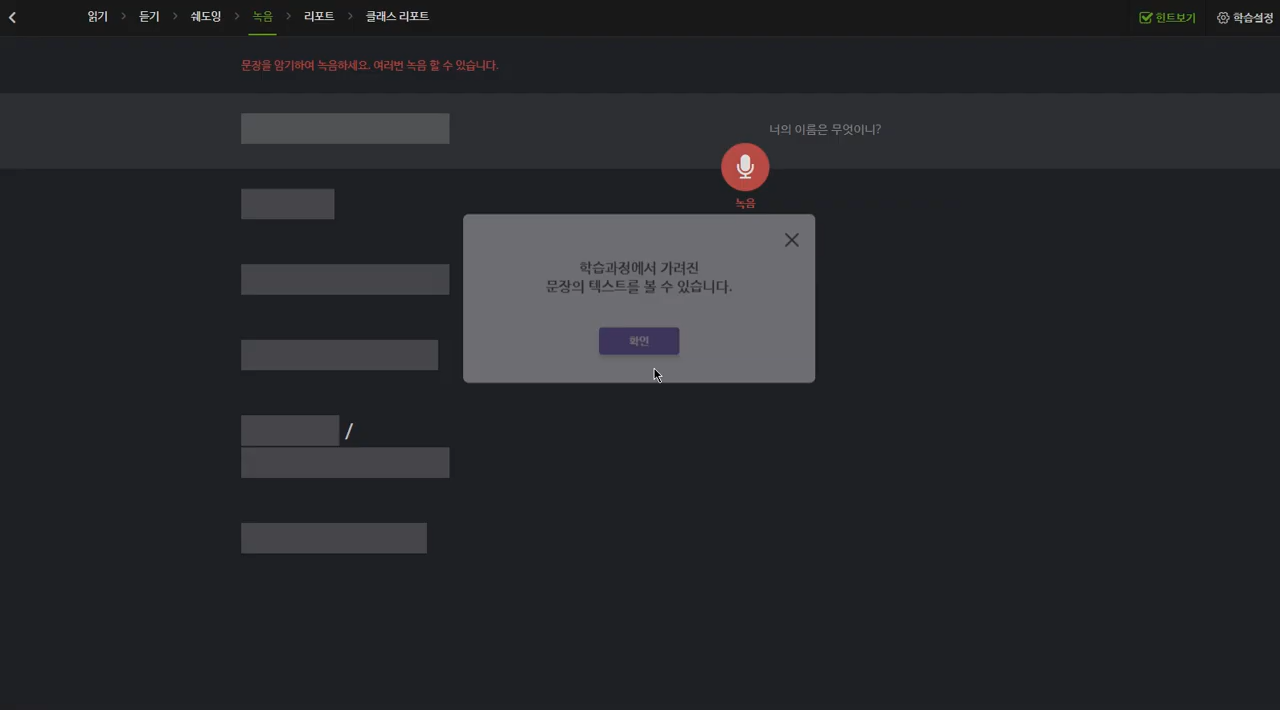 읽기 > 듣기 > 쉐도잉 > 녹음 > 리포트 > 클래스 리포트
힌트보기 학습설정
문장을 암기하여 녹음하세요. 여러번 녹음 할 수 있습니다.
너의 이름은 무엇이니?
녹음
학습과정에서 가려진
문장의 텍스트를 볼 수 있습니다.
확인
/